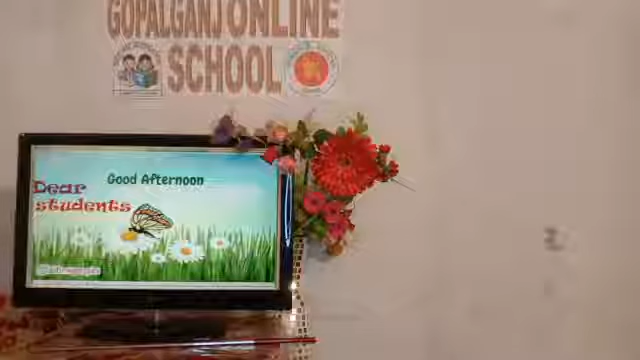 GOPALGANJ ONLINE
SCHOOL
Good Afternoon
Dear
students